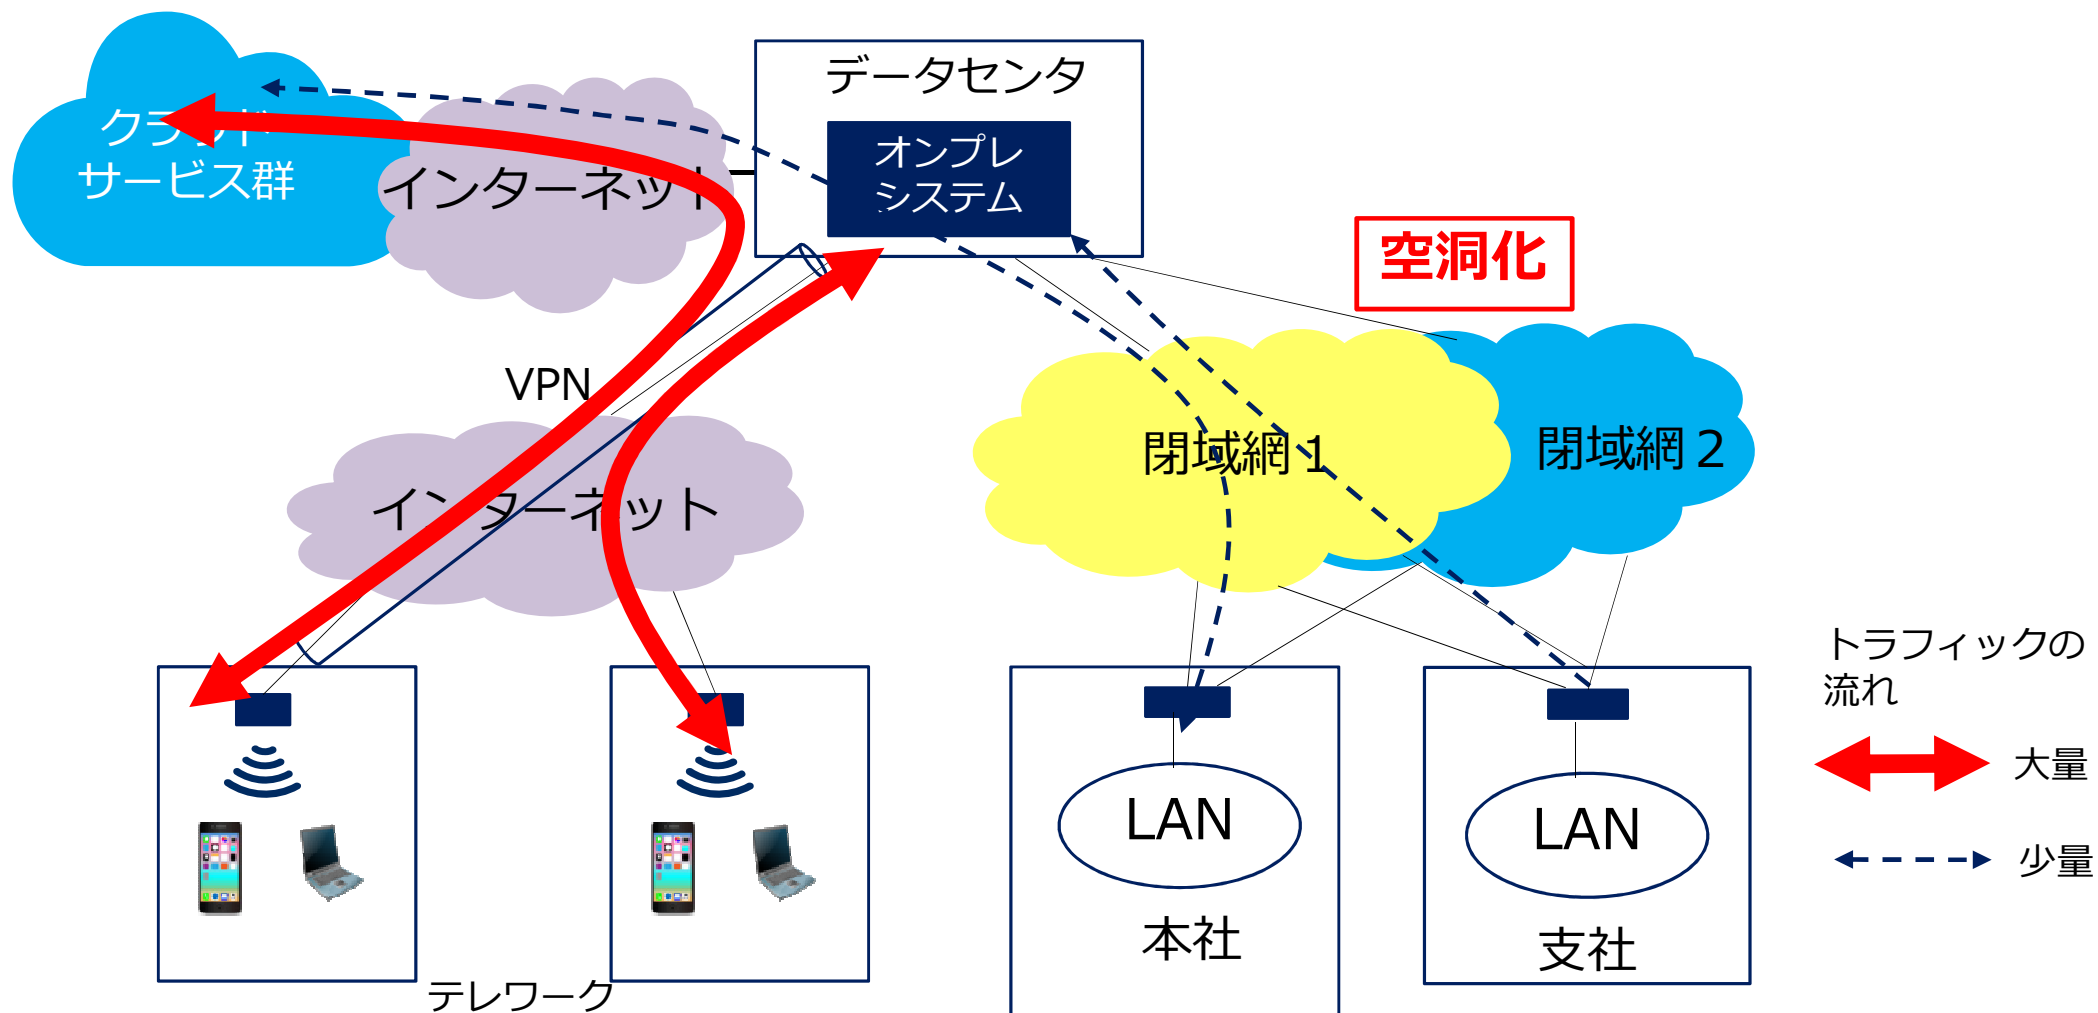 データセンタ
クラウド
サービス群
インターネット
オンプレ
システム
空洞化
VPN
インターネット
閉域網１
閉域網２
トラフィックの
流れ
大量
少量
LAN
LAN
本社
支社
テレワーク